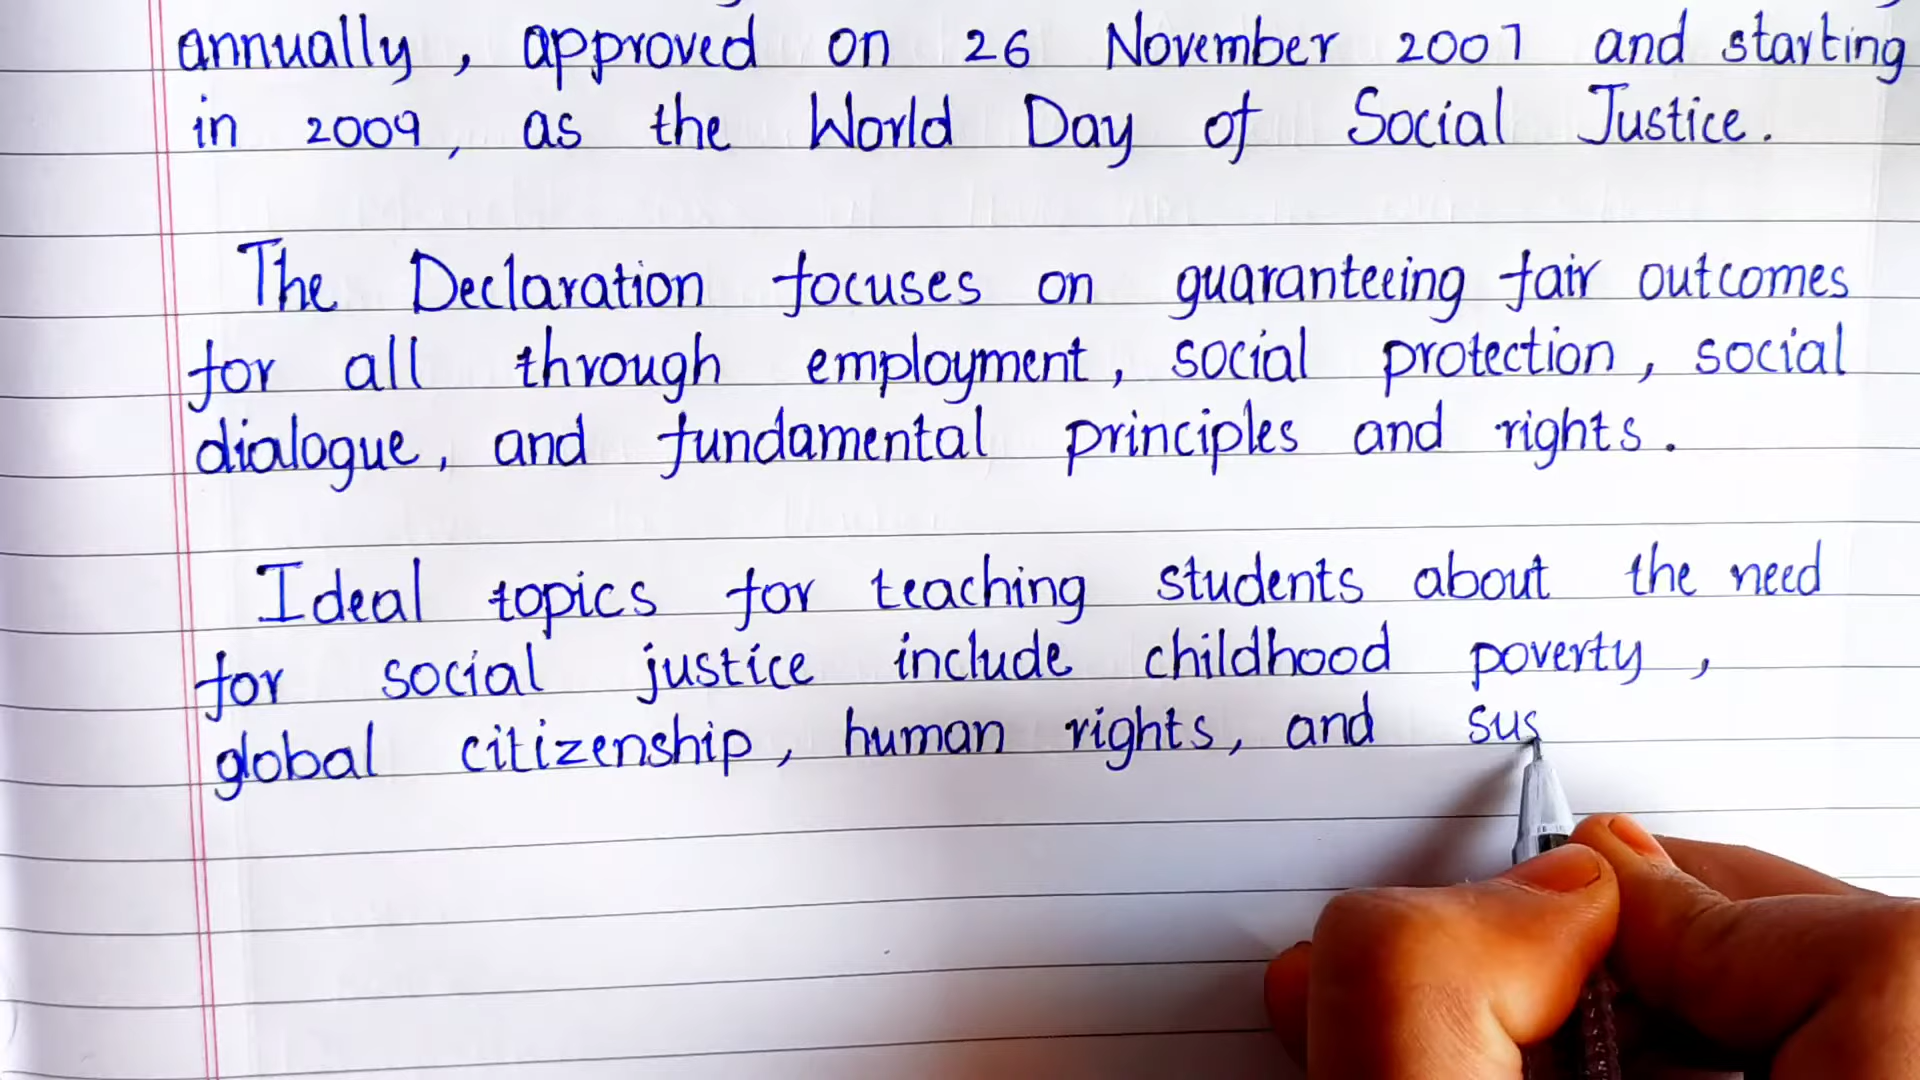 annually, approved on 26 November 2007 and starting
in 2009, as the World Day of Social Justice.
The Declaration focuses on guaranteeing fair outcomes
for all through employment, social protection, social
dialogue, and fundamental principles and rights.
Ideal topics for teaching students about the need
for social justice include childhood poverty,
global citizenship, human rights, and sus